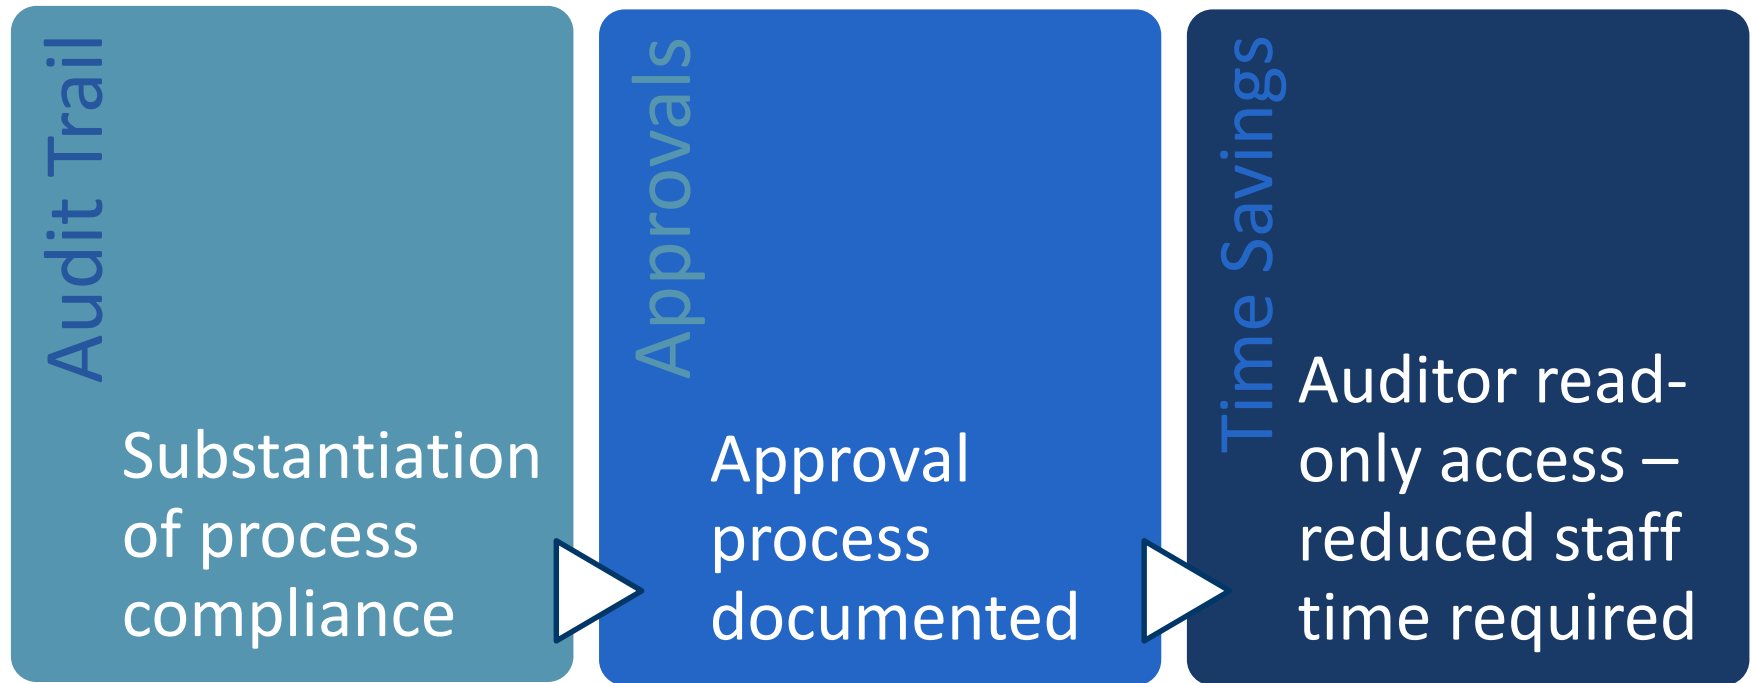 Audit Trail
Substantiation
of process
compliance
Approvals
Approval
process
documented
Time Savings
Auditor read-
only access –
reduced staff
time required